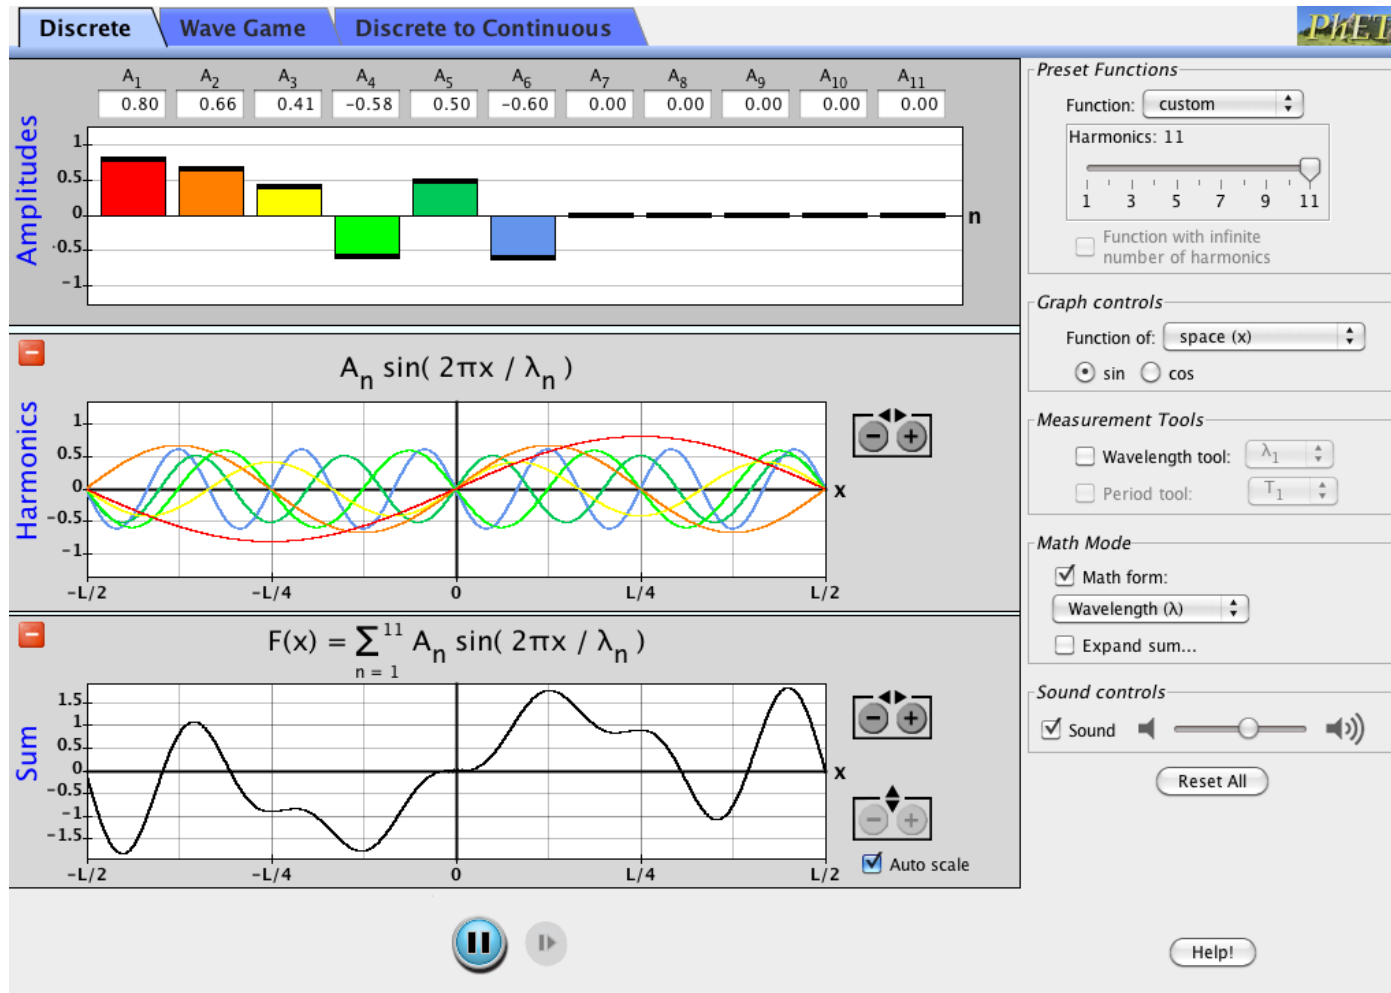 Discrete Wave Game Discrete to Continuous PhET
Amplitudes
A1 A2 A3 A4 A5 A6 A7 A8 A9 A10 A11
0.80 0.66 0.41 −0.58 0.50 −0.60 0.00 0.00 0.00 0.00 0.00
1
0.5
0
-0.5
-1
n
Harmonics
An sin( 2πx / λn )
1
0.5
0
-0.5
-1
x
-L/2 -L/4 0 L/4 L/2
Sum
F(x) = ∑ 11 n = 1 An sin( 2πx / λn )
1.5
1
0.5
0
-0.5
-1
-1.5
x
-L/2 -L/4 0 L/4 L/2
Auto scale
Preset Functions
Function: custom
Harmonics: 11
1 3 5 7 9 11
Function with infinite
number of harmonics
Graph controls
Function of: space (x)
sin cos
Measurement Tools
Wavelength tool: λ1
Period tool: T1
Math Mode
Math form:
Wavelength (λ)
Expand sum...
Sound controls
Sound
Reset All
Help!